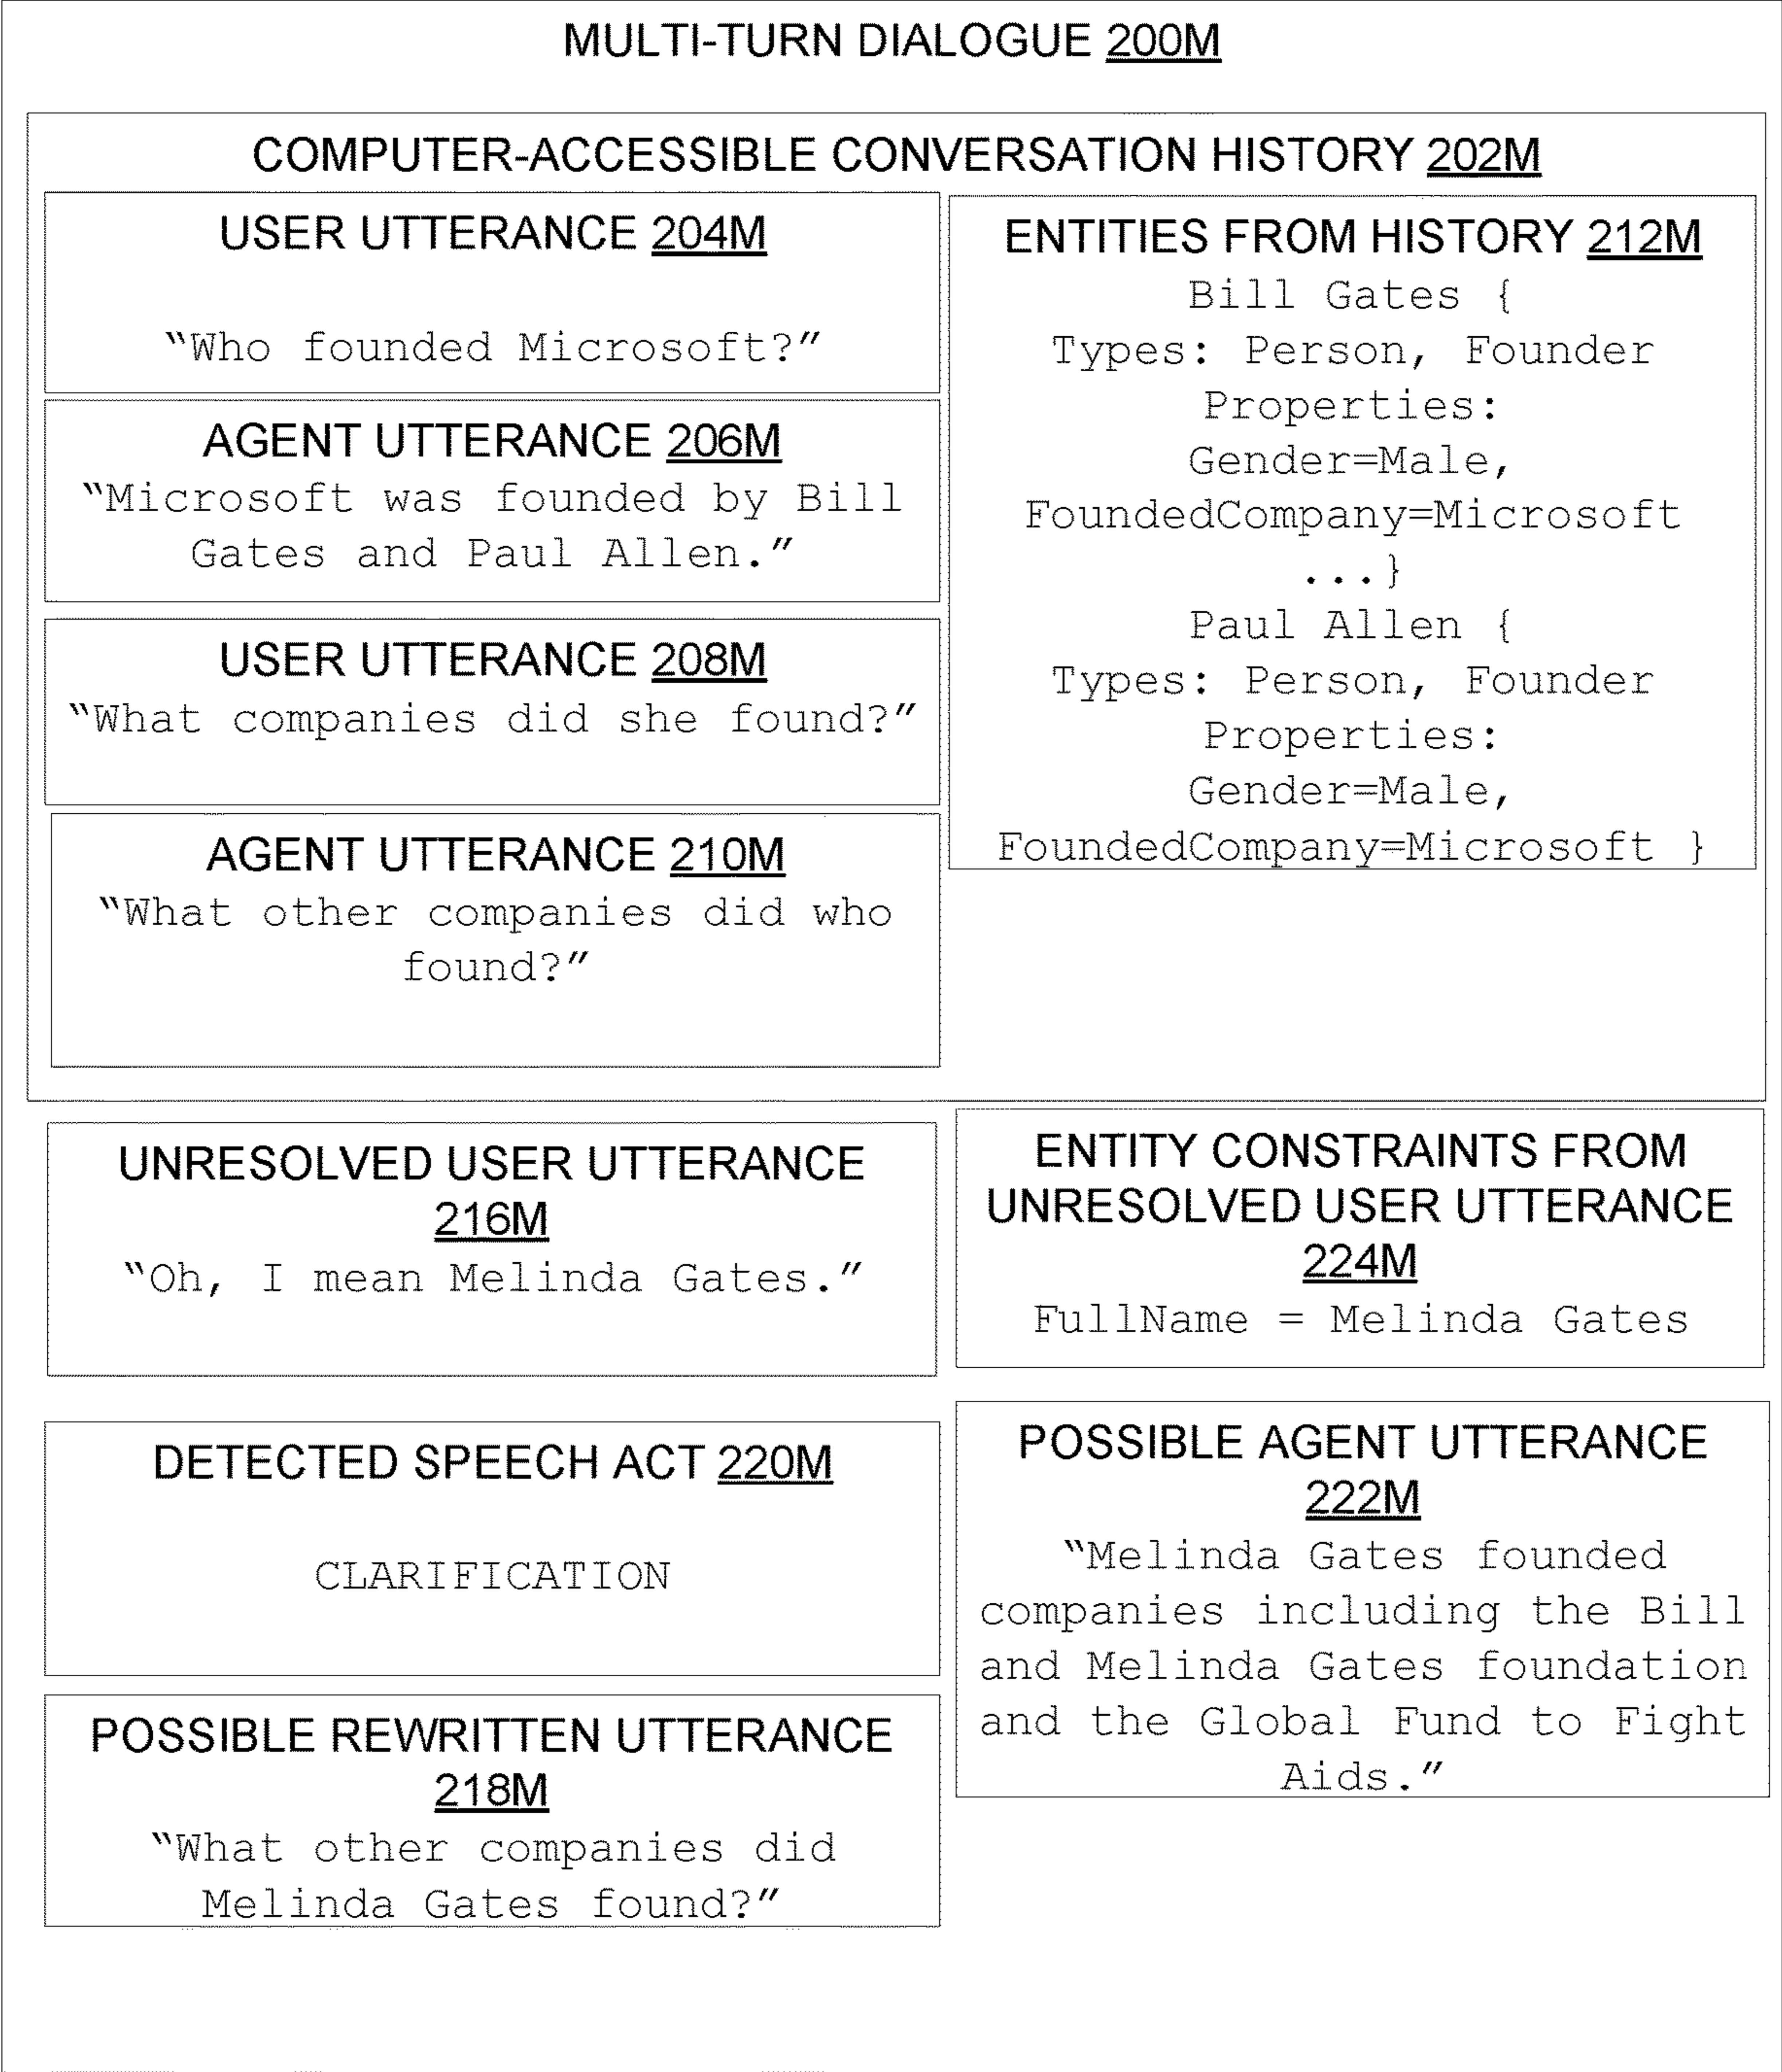 MULTI-TURN DIALOGUE 200M
COMPUTER-ACCESSIBLE CONVERSATION HISTORY 202M
USER UTTERANCE 204M
“Who founded Microsoft?”
AGENT UTTERANCE 206M
“Microsoft was founded by Bill
Gates and Paul Allen.”
USER UTTERANCE 208M
“What companies did she found?”
AGENT UTTERANCE 210M
“What other companies did who
found?”
ENTITIES FROM HISTORY 212M
Bill Gates {
Types: Person, Founder
Properties:
Gender=Male,
FoundedCompany=Microsoft
...}
Paul Allen {
Types: Person, Founder
Properties:
Gender=Male,
FoundedCompany=Microsoft }
UNRESOLVED USER UTTERANCE
216M
“Oh, I mean Melinda Gates.”
ENTITY CONSTRAINTS FROM
UNRESOLVED USER UTTERANCE
224M
FullName = Melinda Gates
DETECTED SPEECH ACT 220M
CLARIFICATION
POSSIBLE AGENT UTTERANCE
222M
“Melinda Gates founded
companies including the Bill
and Melinda Gates foundation
and the Global Fund to Fight
Aids.”
POSSIBLE REWRITTEN UTTERANCE
218M
“What other companies did
Melinda Gates found?”